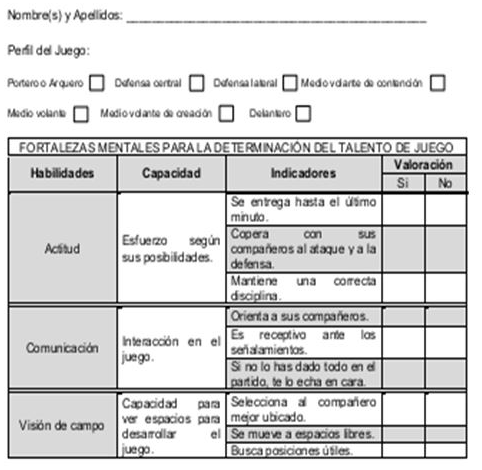 Nombre(s) y Apellidos: ____________________________________________
Perfil del Juego:
Portero o Arquero Defensa central Defensa lateral Medio volante de contención
Medio volante Medio volante de creación Delantero
FORTALEZAS MENTALES PARA LA DETERMINACIÓN DEL TALENTO DE JUEGO
Habilidades Capacidad Indicadores Valoración
Si No
Actitud
Esfuerzo según
sus posibilidades.
Se entrega hasta el último
minuto.
Copera con sus
compañeros al ataque y a la
defensa.
Mantiene una correcta
disciplina.
Comunicación
Interacción en el
juego.
Orienta a sus compañeros.
Es receptivo ante los
señalamientos.
Si no lo has dado todo en el
partido, te lo echa en cara.
Visión de campo
Capacidad para
ver espacios para
desarrollar el
juego.
Selecciona al compañero
mejor ubicado.
Se mueve a espacios libres.
Busca posiciones útiles.